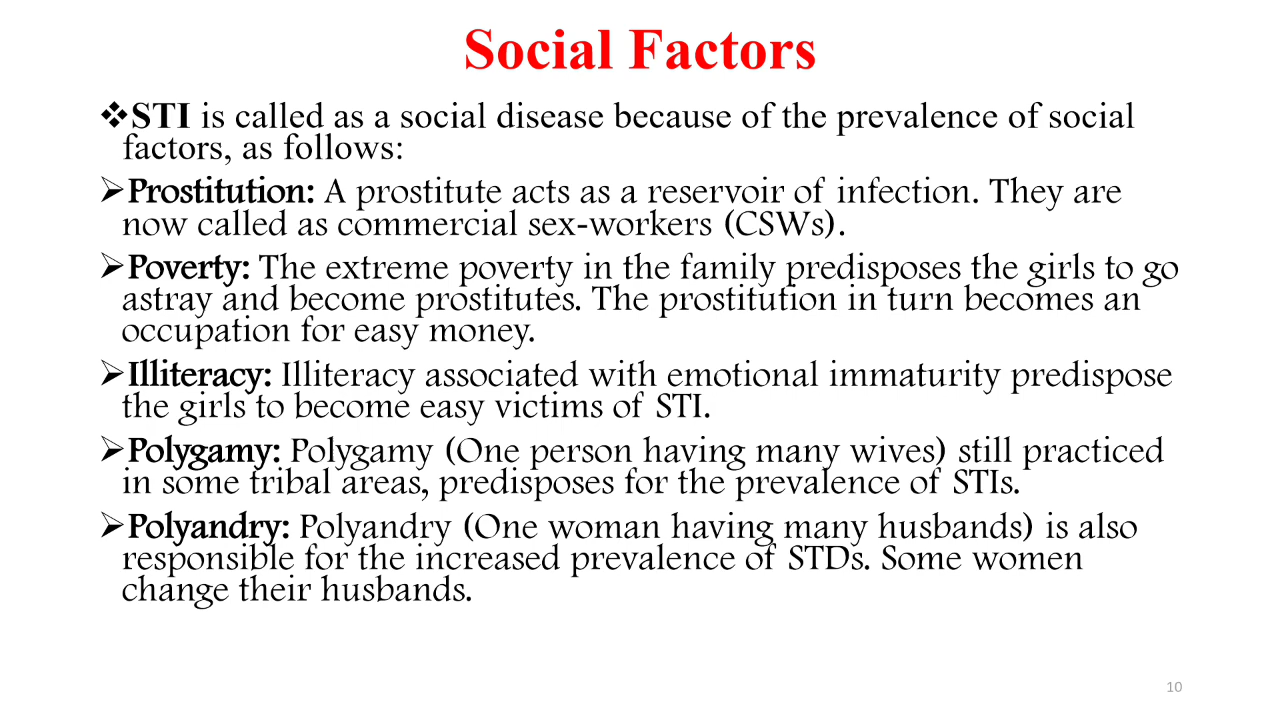 Social Factors
❖STI is called as a social disease because of the prevalence of social
factors, as follows:
➢Prostitution: A prostitute acts as a reservoir of infection. They are
now called as commercial sex-workers (CSWs).
➢Poverty: The extreme poverty in the family predisposes the girls to go
astray and become prostitutes. The prostitution in turn becomes an
occupation for easy money.
➢Illiteracy: Illiteracy associated with emotional immaturity predispose
the girls to become easy victims of STI.
➢Polygamy: Polygamy (One person having many wives) still practiced
in some tribal areas, predisposes for the prevalence of STIs.
➢Polyandry: Polyandry (One woman having many husbands) is also
responsible for the increased prevalence of STDs. Some women
change their husbands.
10